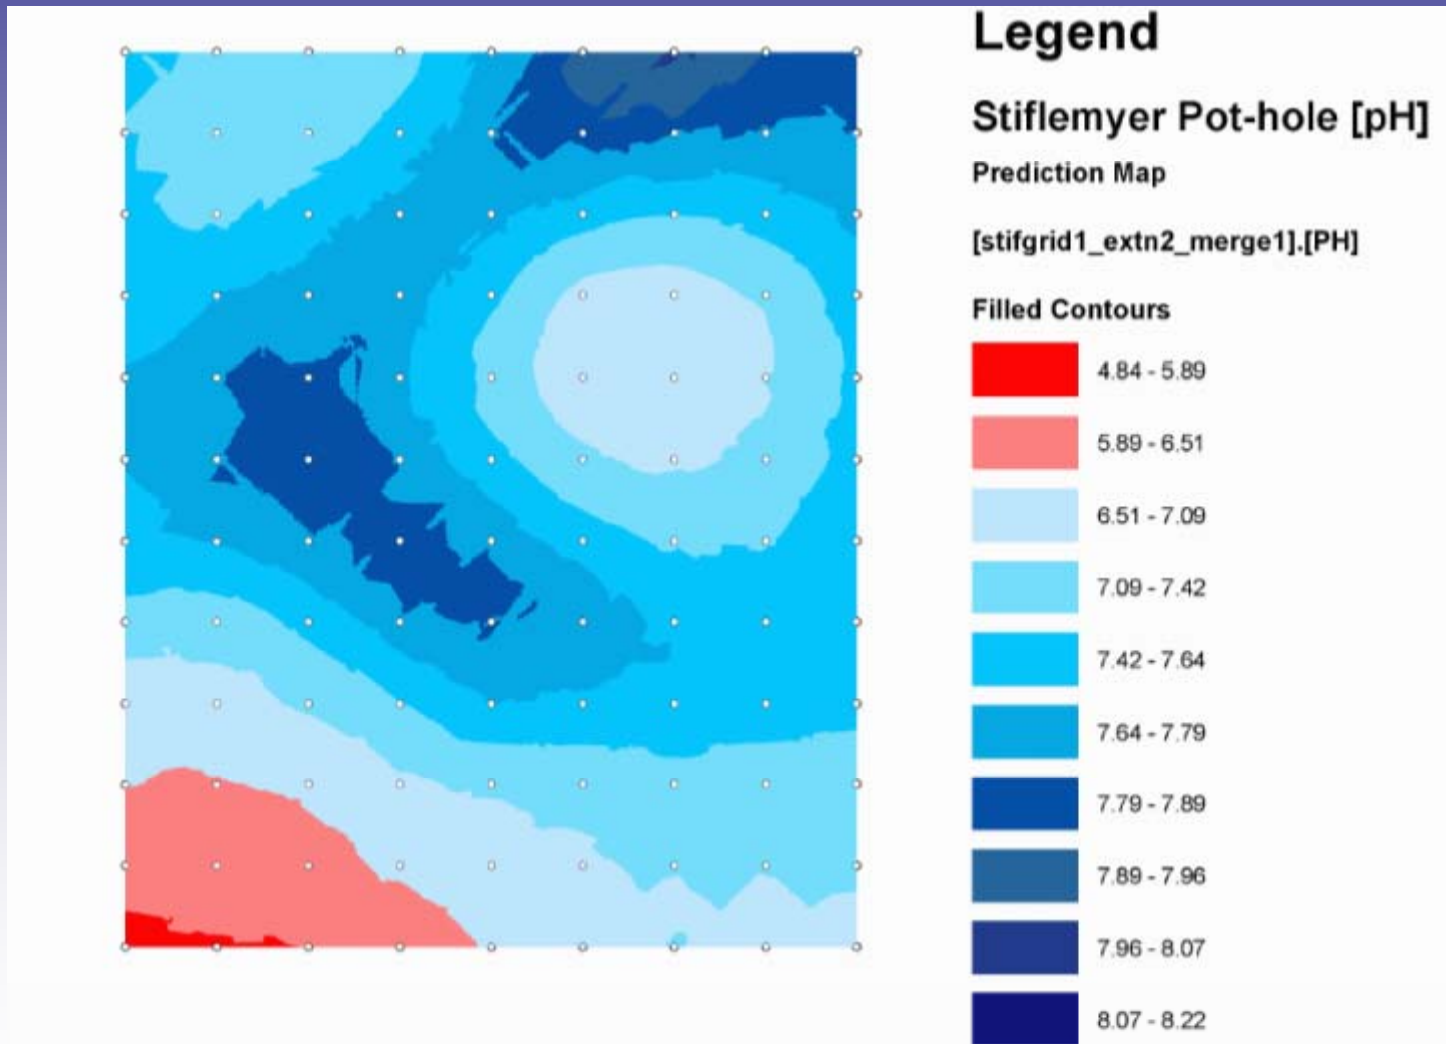 Legend
Stiflemyer Pot-hole [pH]
Prediction Map
[stifgrid1_extn2_merge1].[PH]
Filled Contours
4.84 - 5.89
5.89 - 6.51
6.51 - 7.09
7.09 - 7.42
7.42 - 7.64
7.64 - 7.79
7.79 - 7.89
7.89 - 7.96
7.96 - 8.07
8.07 - 8.22